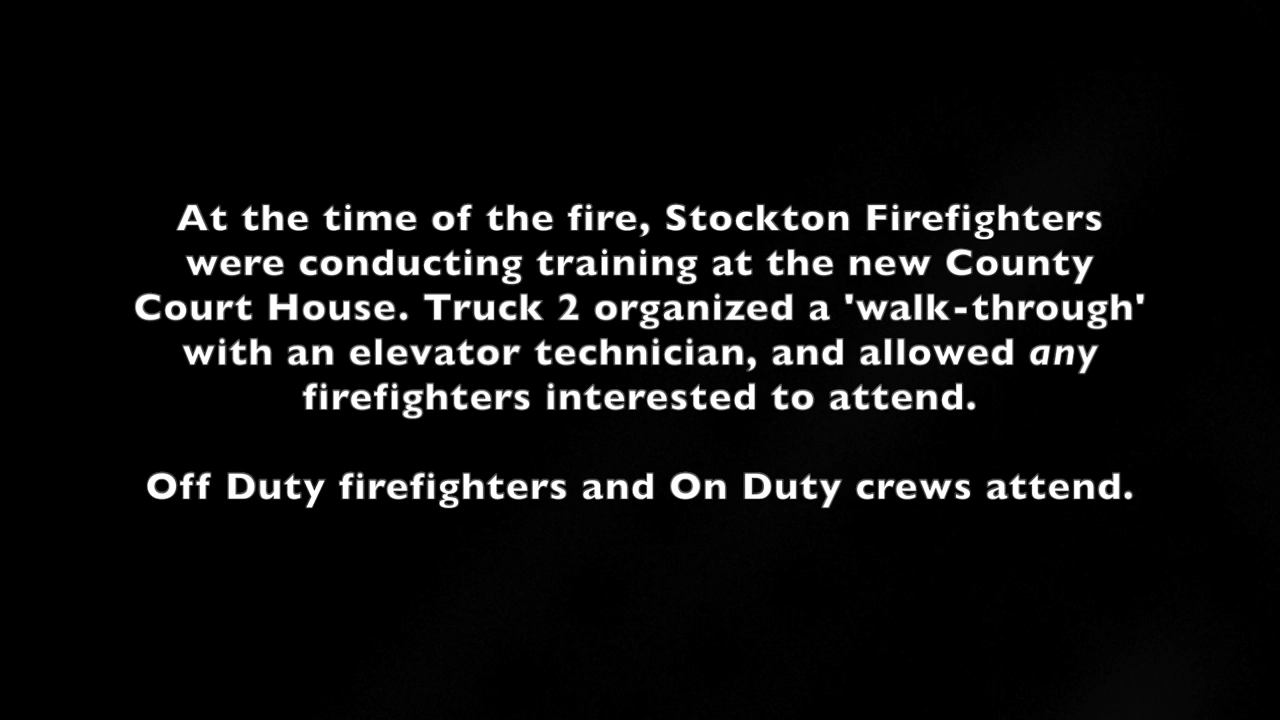 At the time of the fire, Stockton Firefighters
were conducting training at the new County
Court House. Truck 2 organized a 'walk-through'
with an elevator technician, and allowed any
firefighters interested to attend.
Off Duty firefighters and On Duty crews attend.